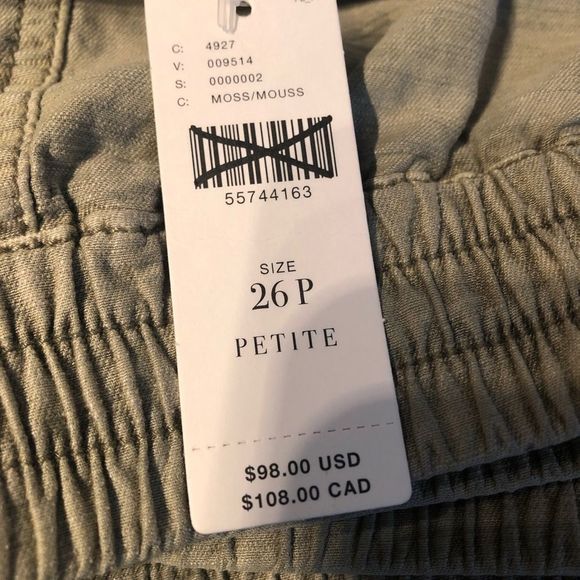 C: 4927
V: 009514
S: 0000002
C: MOSS/MOUSS
55744163
SIZE
26 P
PETITE
$98.00 USD
$108.00 CAD